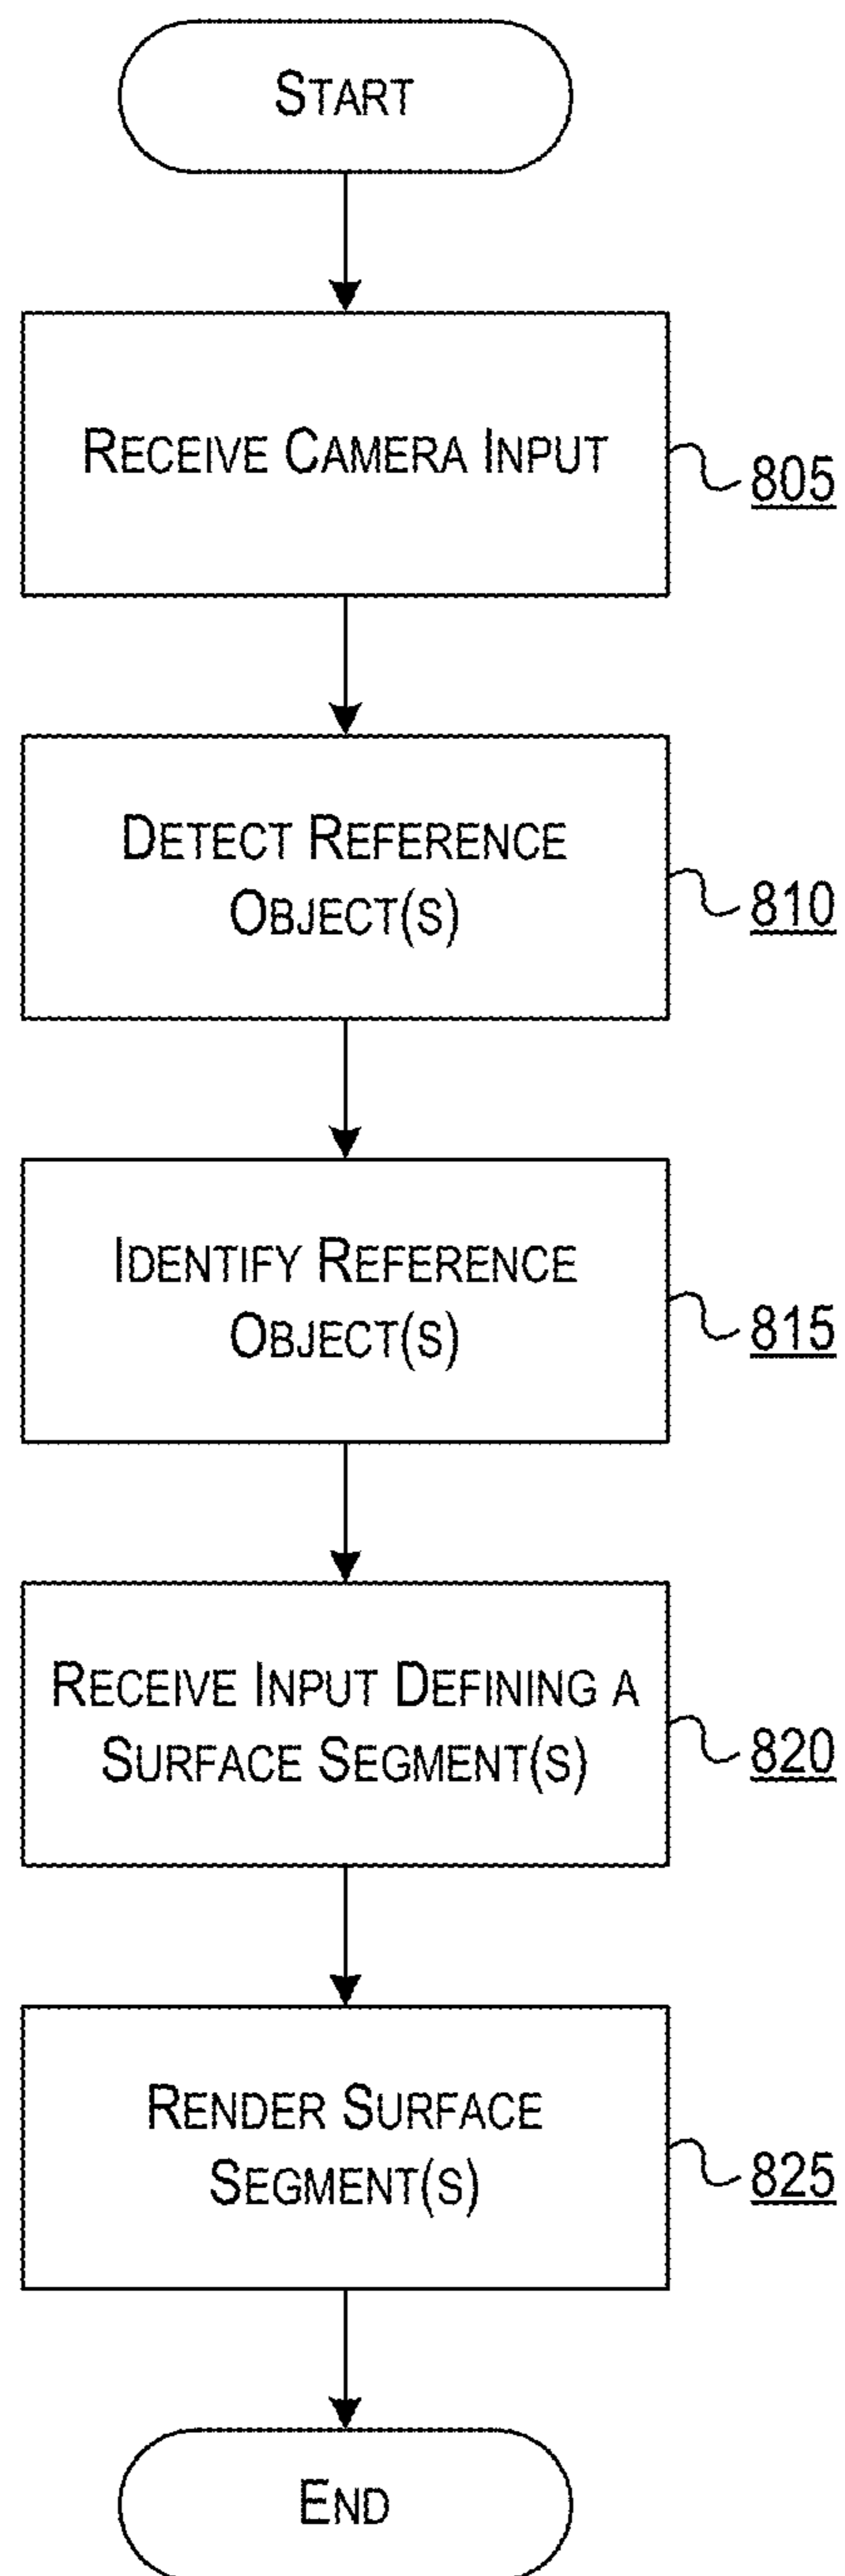 START
RECEIVE CAMERA INPUT
805
DETECT REFERENCE
OBJECT(S)
810
IDENTIFY REFERENCE
OBJECT(S)
815
RECEIVE INPUT DEFINING A
SURFACE SEGMENT(S)
820
RENDER SURFACE
SEGMENT(S)
825
END